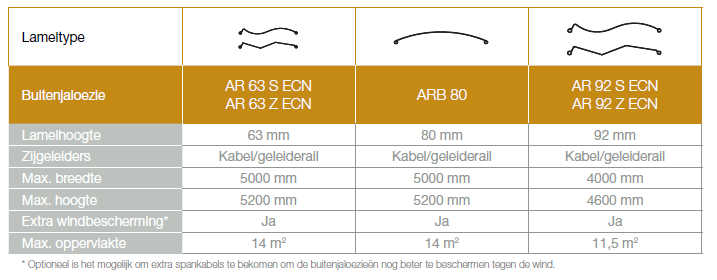 Lameltype
Buitenjaloezie AR 63 S ECN AR 63 Z ECN ARB 80 AR 92 S ECN AR 92 Z ECN
Lamelhoogte 63 mm 80 mm 92 mm
Zijgeleiders Kabel/geleiderail Kabel/geleiderail Kabel/geleiderail
Max. breedte 5000 mm 5000 mm 4000 mm
Max. hoogte 5200 mm 5200 mm 4600 mm
Extra windbescherming* Ja Ja Ja
Max. oppervlakte 14 m² 14 m² 11,5 m²
* Optioneel is het mogelijk om extra spankabels te bekomen om de buitenjaloezieën nog beter te beschermen tegen de wind.